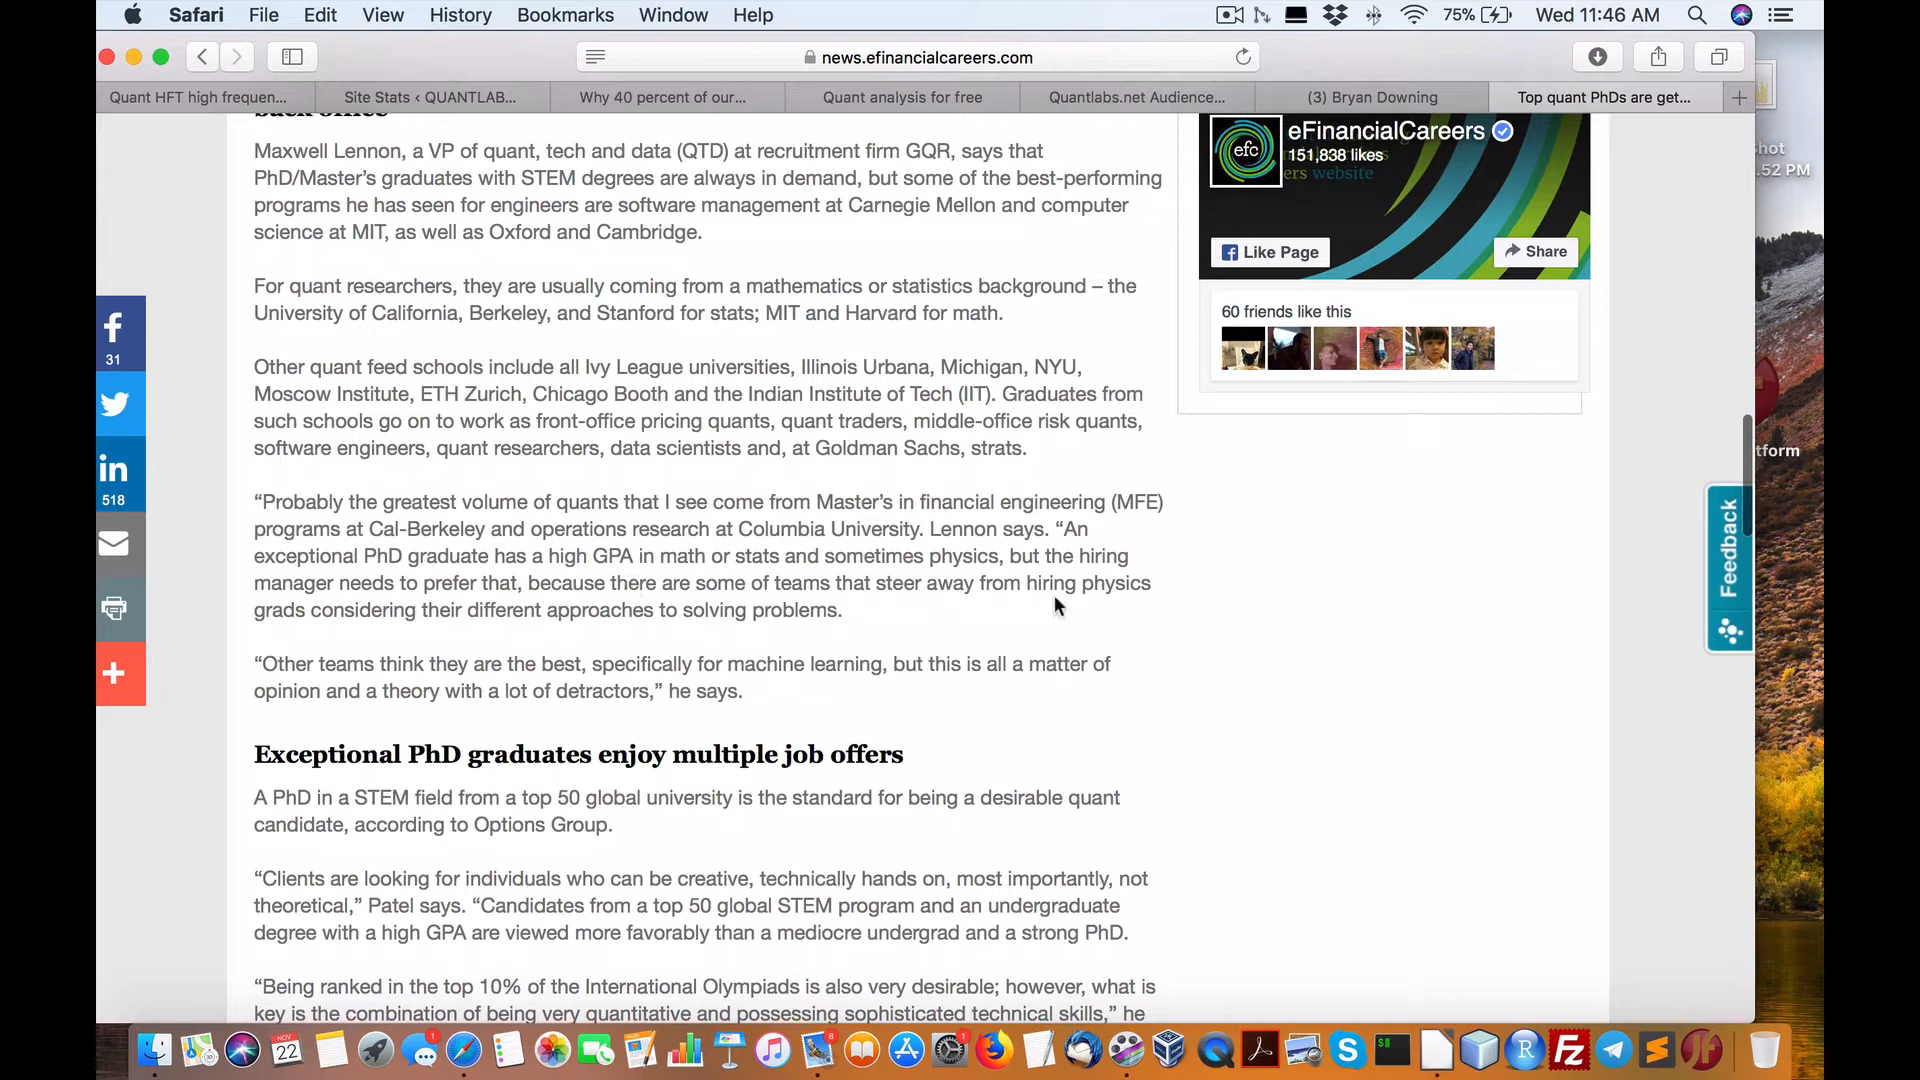 Safari File Edit View History Bookmarks Window Help 75% Wed 11:46 AM
news.efinancialcareers.com
Quant HFT high frequen... Site Stats ‹ QUANTLAB... Why 40 percent of our... Quant analysis for free Quantlabs.net Audience... (3) Bryan Downing Top quant PhDs are get...
back office
Maxwell Lennon, a VP of quant, tech and data (QTD) at recruitment firm GQR, says that
PhD/Master’s graduates with STEM degrees are always in demand, but some of the best-performing
programs he has seen for engineers are software management at Carnegie Mellon and computer
science at MIT, as well as Oxford and Cambridge.
For quant researchers, they are usually coming from a mathematics or statistics background – the
University of California, Berkeley, and Stanford for stats; MIT and Harvard for math.
Other quant feed schools include all Ivy League universities, Illinois Urbana, Michigan, NYU,
Moscow Institute, ETH Zurich, Chicago Booth and the Indian Institute of Tech (IIT). Graduates from
such schools go on to work as front-office pricing quants, quant traders, middle-office risk quants,
software engineers, quant researchers, data scientists and, at Goldman Sachs, strats.
“Probably the greatest volume of quants that I see come from Master’s in financial engineering (MFE)
programs at Cal-Berkeley and operations research at Columbia University. Lennon says. “An
exceptional PhD graduate has a high GPA in math or stats and sometimes physics, but the hiring
manager needs to prefer that, because there are some of teams that steer away from hiring physics
grads considering their different approaches to solving problems.
“Other teams think they are the best, specifically for machine learning, but this is all a matter of
opinion and a theory with a lot of detractors,” he says.
Exceptional PhD graduates enjoy multiple job offers
A PhD in a STEM field from a top 50 global university is the standard for being a desirable quant
candidate, according to Options Group.
“Clients are looking for individuals who can be creative, technically hands on, most importantly, not
theoretical,” Patel says. “Candidates from a top 50 global STEM program and an undergraduate
degree with a high GPA are viewed more favorably than a mediocre undergrad and a strong PhD.
“Being ranked in the top 10% of the International Olympiads is also very desirable; however, what is
key is the combination of being very quantitative and possessing sophisticated technical skills,” he
31
518
efc
eFinancialCareers
151,838 likes
ers website
Like Page
Share
60 friends like this
Feedback
hot
.52 PM
tform
NOV
22
1
8
1
R
FZ